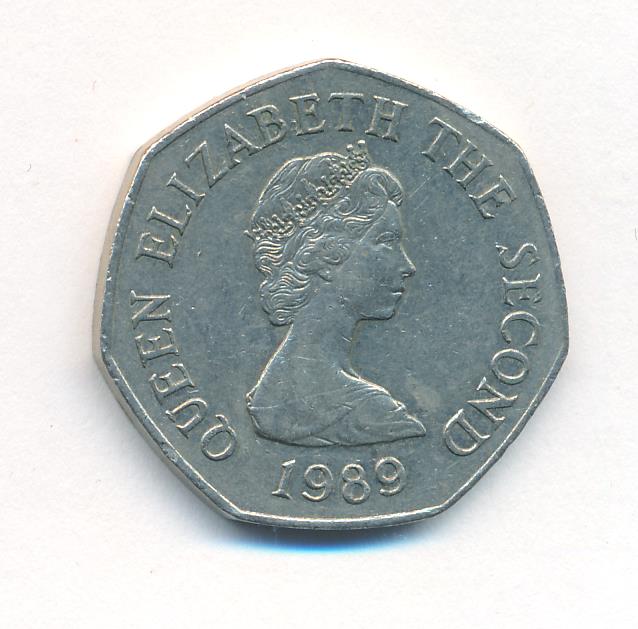 QUEEN ELIZABETH THE SECOND
1989